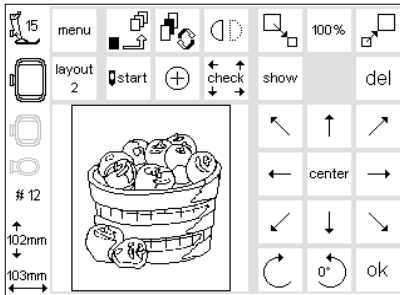 15
menu
100%
layout
2
start
check
show
del
center
# 12
102mm
103mm
0°
ok